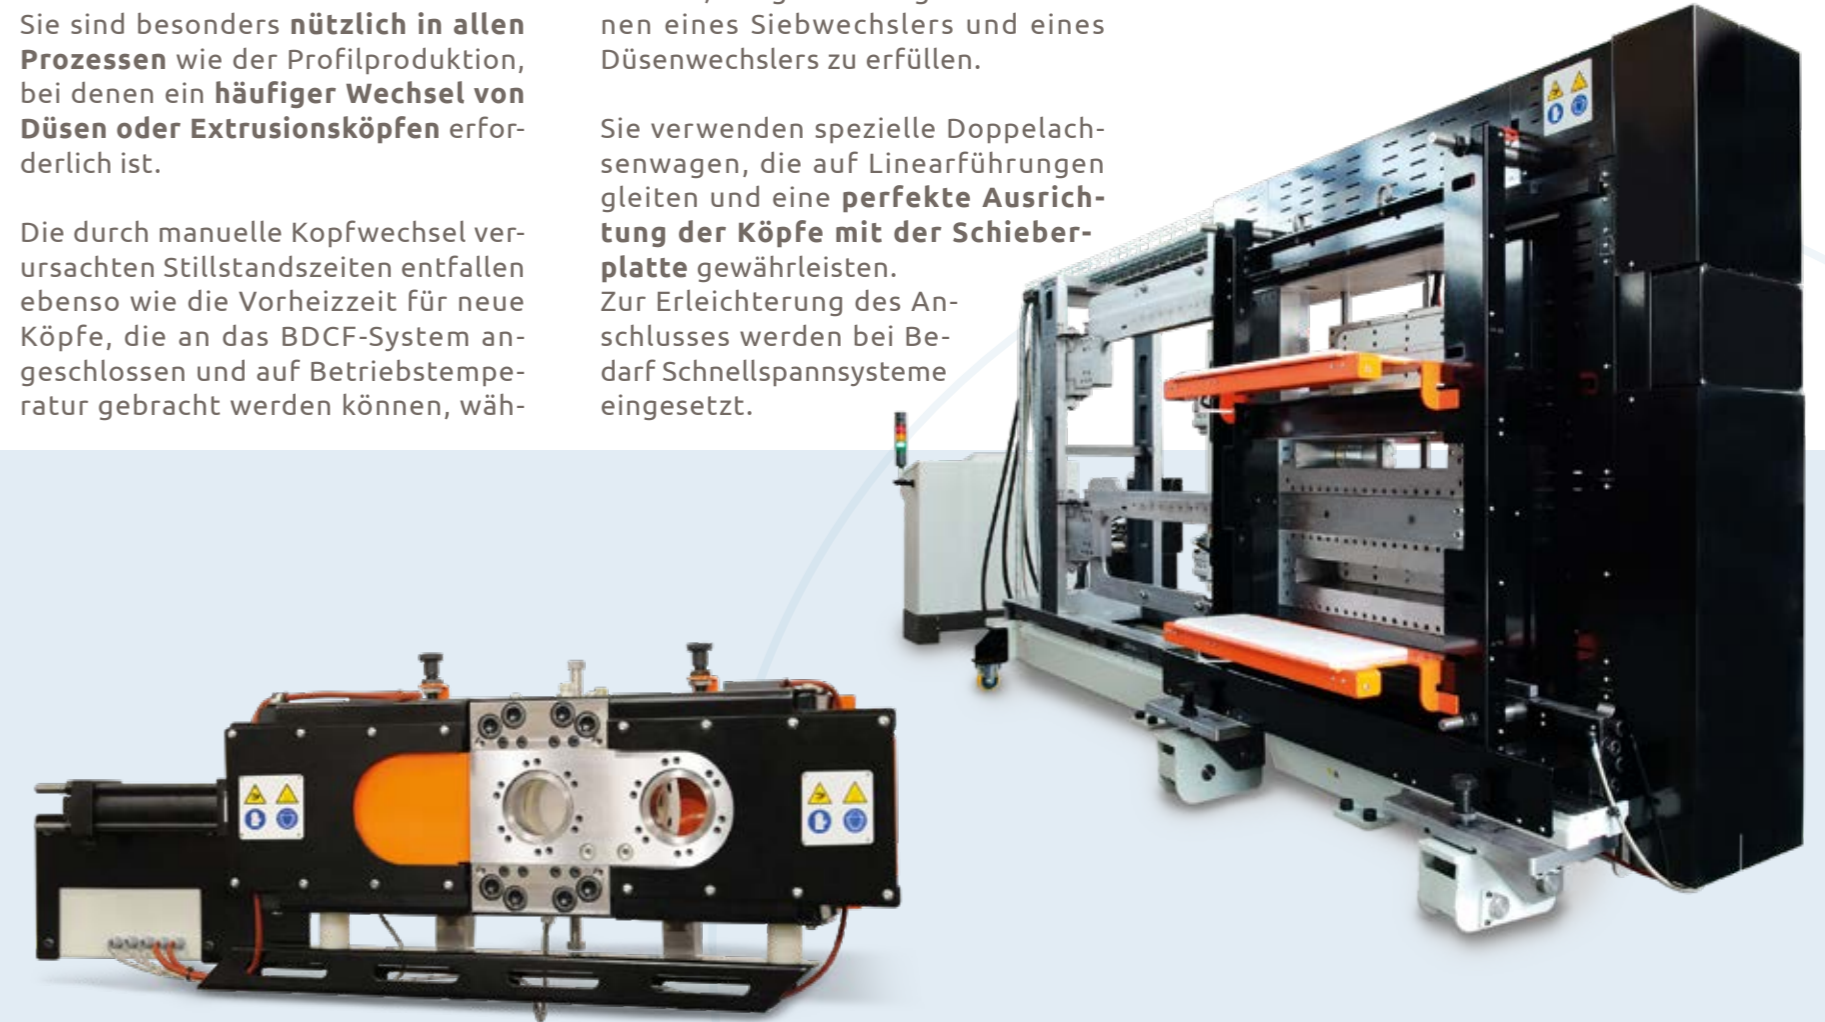 Sie sind besonders nützlich in allen
Prozessen wie der Profilproduktion,
bei denen ein häufiger Wechsel von
Düsen oder Extrusionsköpfen erfor-
derlich ist.
Die durch manuelle Kopfwechsel ver-
ursachten Stillstandszeiten entfallen
ebenso wie die Vorheizzeit für neue
Köpfe, die an das BDCF-System an-
geschlossen und auf Betriebstempe-
ratur gebracht werden können, wäh-
nen eines Siebwechslers und eines
Düsenwechslers zu erfüllen.
Sie verwenden spezielle Doppelach-
senwagen, die auf Linearführungen
gleiten und eine perfekte Ausrich-
tung der Köpfe mit der Schieber-
platte gewährleisten.
Zur Erleichterung des An-
schlusses werden bei Be-
darf Schnellspannsysteme
eingesetzt.